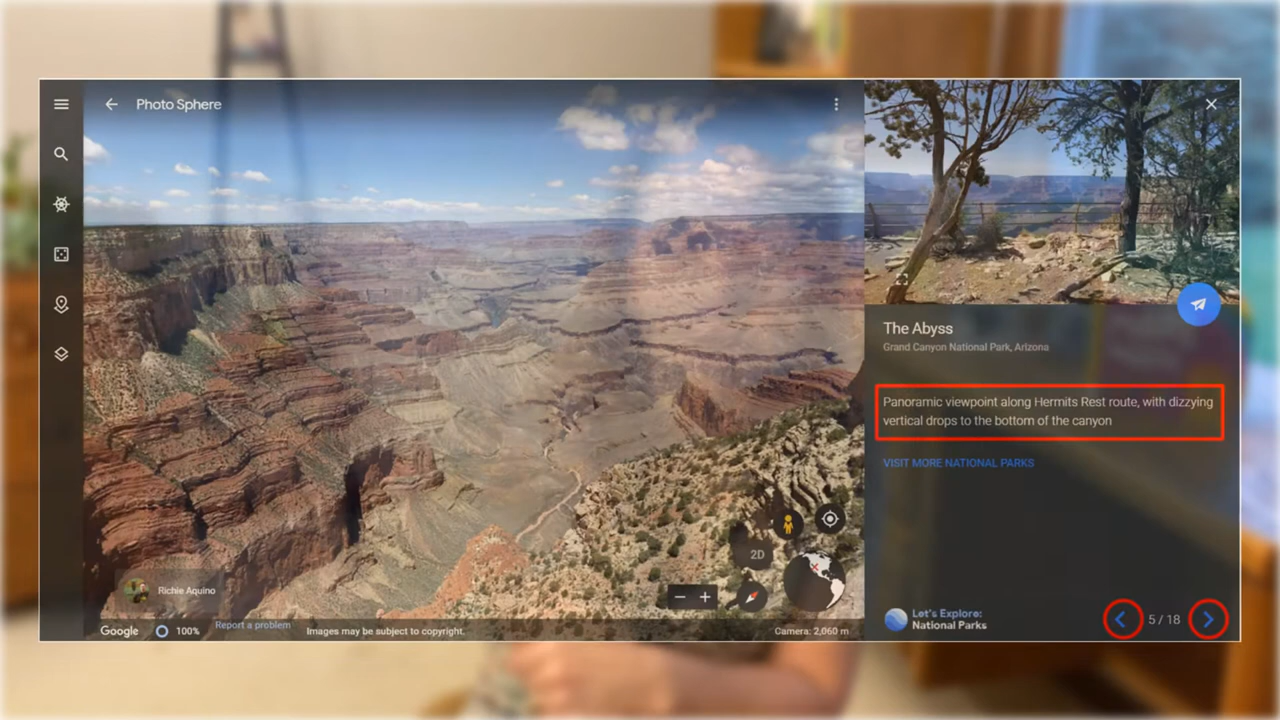 Photo Sphere
The Abyss
Grand Canyon National Park, Arizona
Panoramic viewpoint along Hermits Rest route, with dizzying
vertical drops to the bottom of the canyon
VISIT MORE NATIONAL PARKS
2D
Richie Aquino
Google
100%
Report a problem
Images may be subject to copyright.
Camera: 2,060 m
Let's Explore:
National Parks
5 / 18